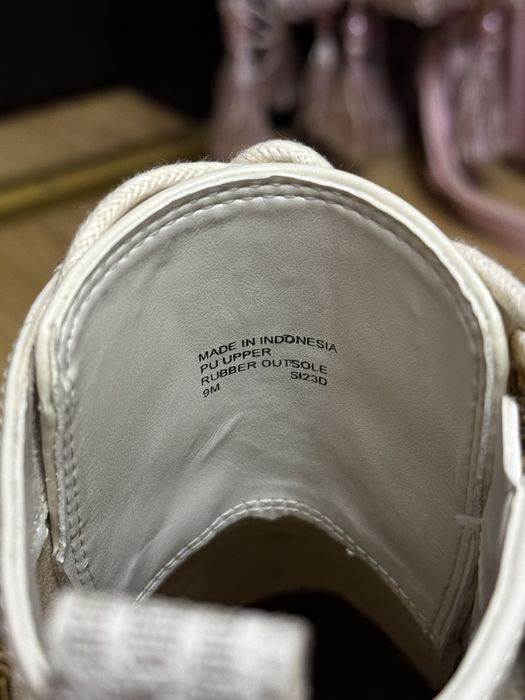 MADE IN INDONESIA
PU UPPER
RUBBER OUTSOLE
9M SI23D